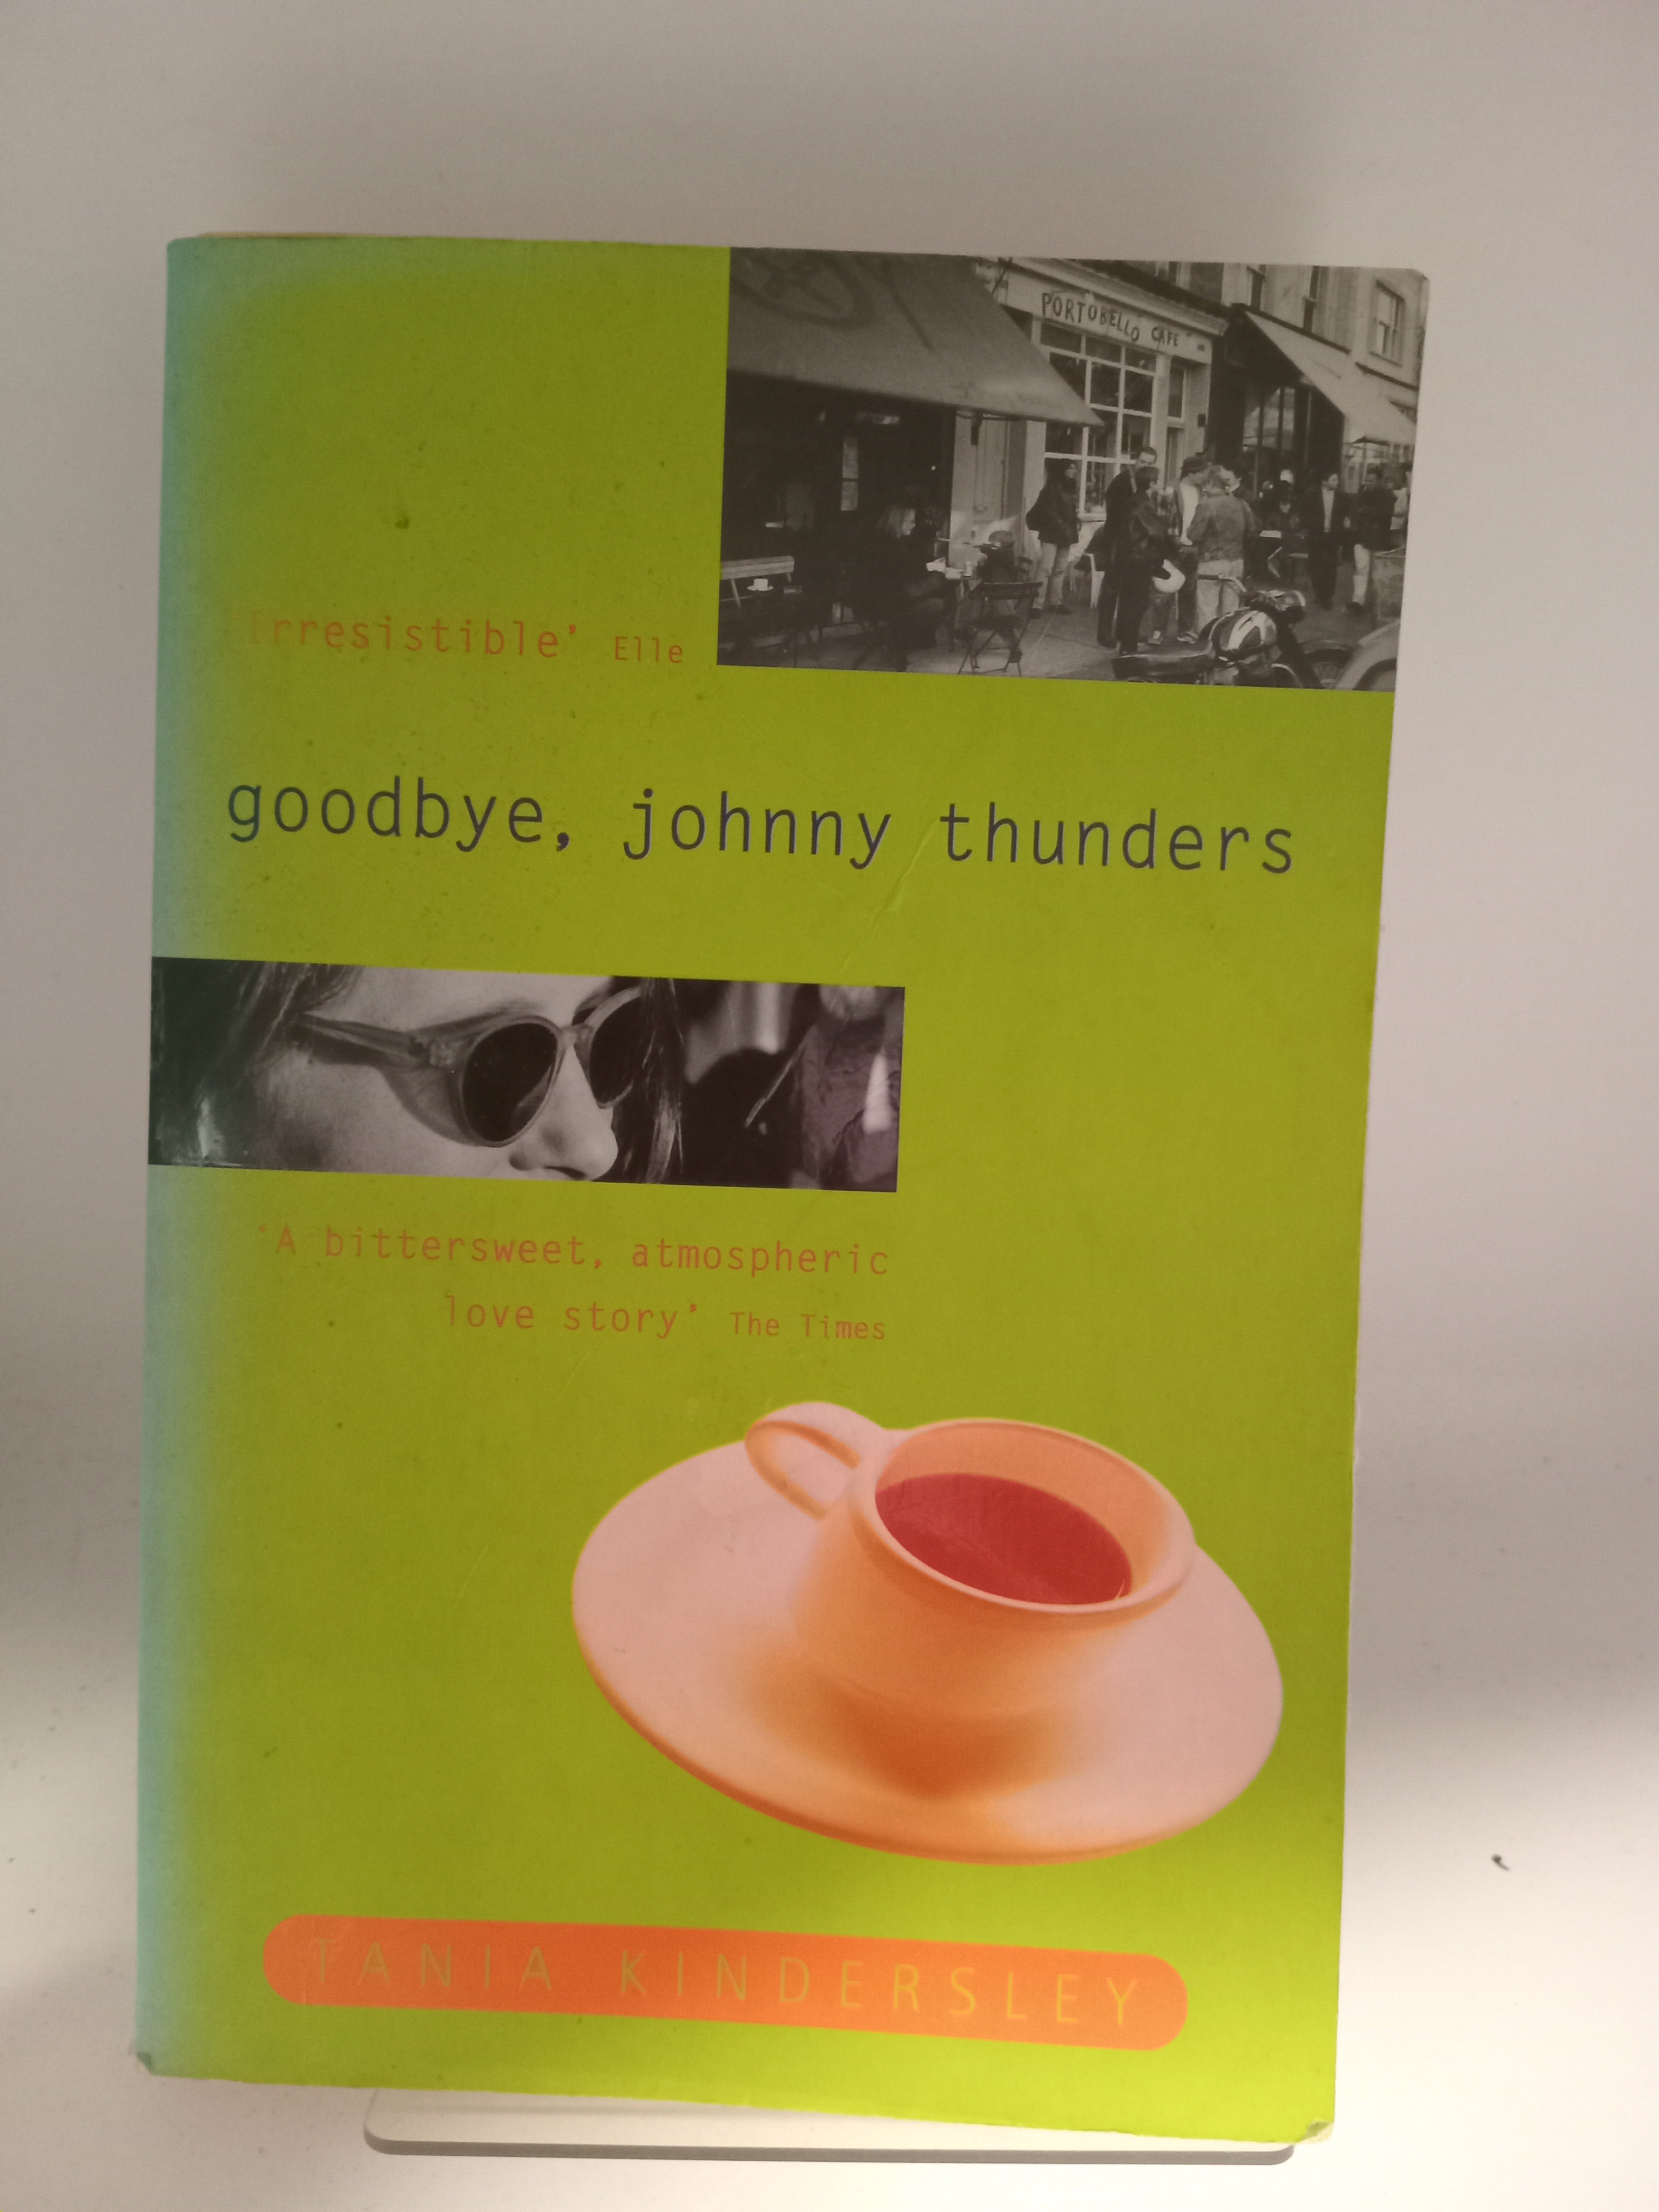 PORTOBELLO CAFE
'Irresistible' Elle
goodbye, johnny thunders
'A bittersweet, atmospheric
love story' The Times
TANIA KINDERSLEY